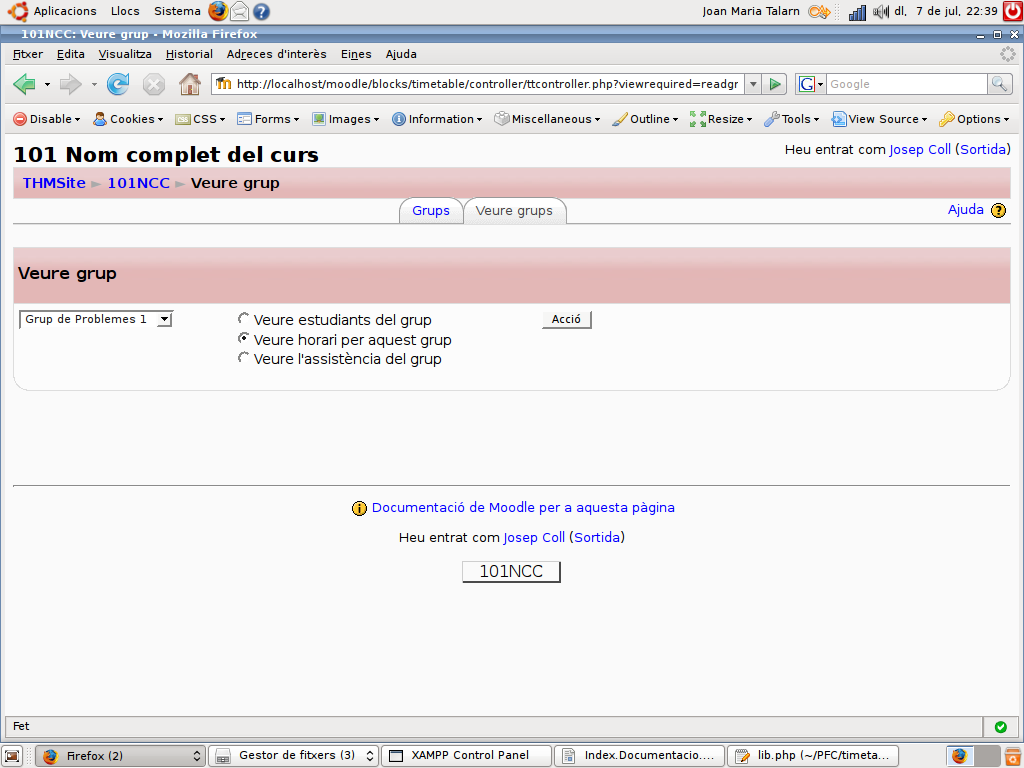 Aplicacions Llocs Sistema Joan Maria Talarn dl, 7 de jul, 22:39
101NCC: Veure grup - Mozilla Firefox
Fitxer Edita Visualitza Historial Adreces d'interès Eines Ajuda
http://localhost/moodle/blocks/timetable/controller/ttcontroller.php?viewrequired=readgr Google
Disable Cookies CSS Forms Images Information Miscellaneous Outline Resize Tools View Source Options
101 Nom complet del curs
Heu entrat com Josep Coll (Sortida)
THMSite ► 101NCC ► Veure grup
Grups Veure grups Ajuda
Veure grup
Grup de Problemes 1
Veure estudiants del grup
Veure horari per aquest grup
Veure l'assistència del grup
Acció
Documentació de Moodle per a aquesta pàgina
Heu entrat com Josep Coll (Sortida)
101NCC
Fet
Firefox (2) Gestor de fitxers (3) XAMPP Control Panel Index.Documentacio.... lib.php (~/PFC/timeta...